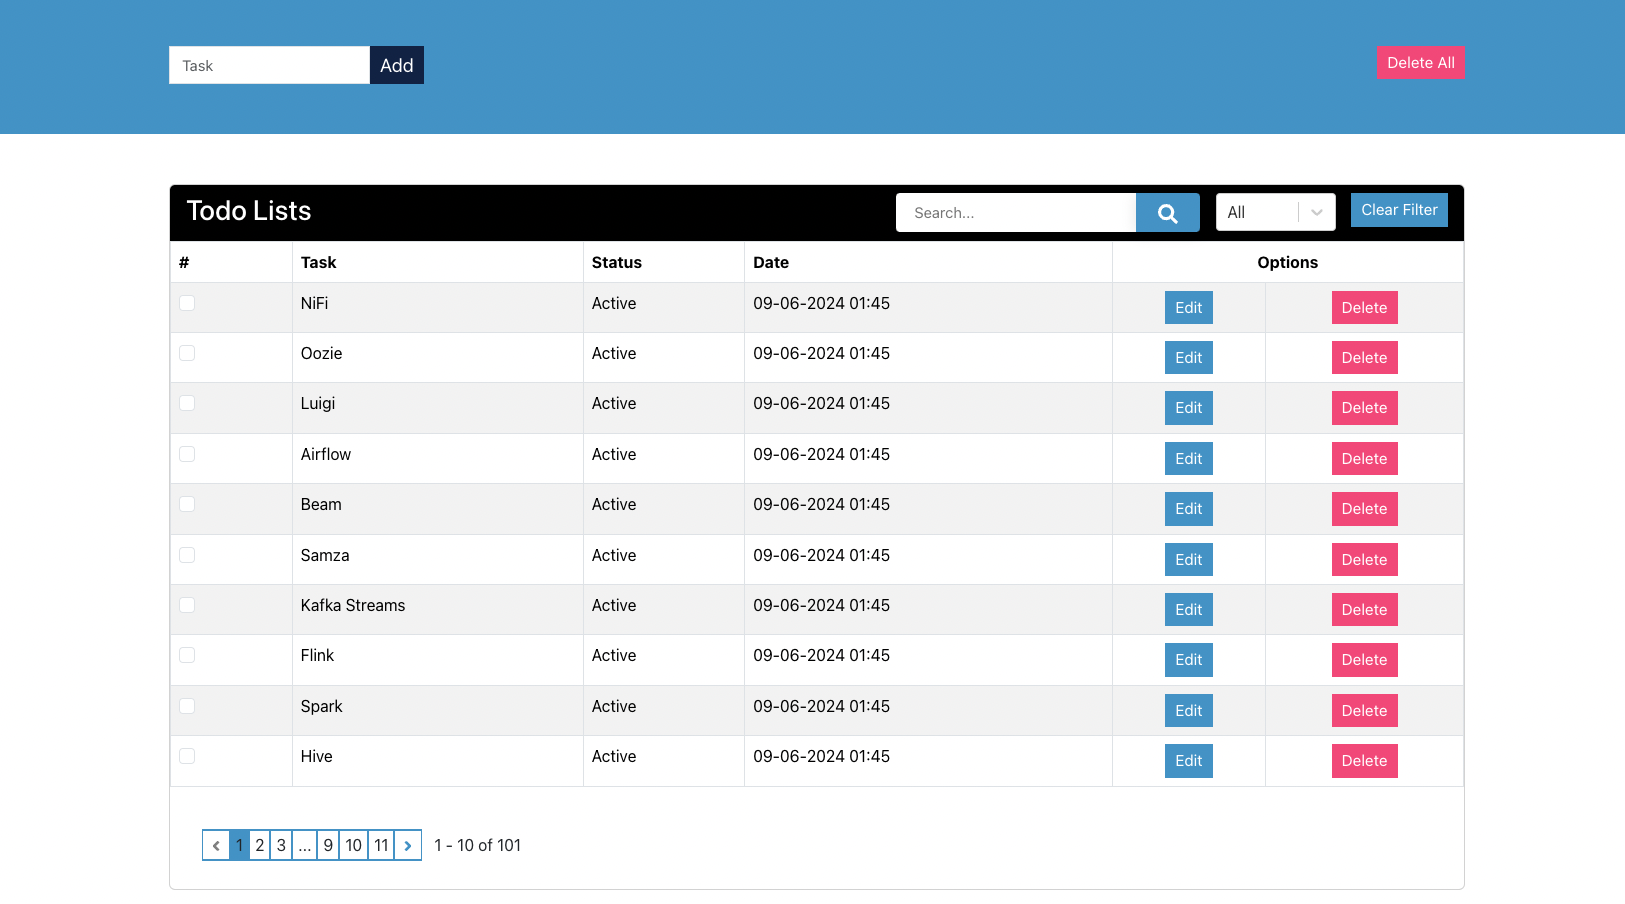 Task Add Delete All
Todo Lists Search... All Clear Filter
# Task Status Date Options
NiFi Active 09-06-2024 01:45 Edit Delete
Oozie Active 09-06-2024 01:45 Edit Delete
Luigi Active 09-06-2024 01:45 Edit Delete
Airflow Active 09-06-2024 01:45 Edit Delete
Beam Active 09-06-2024 01:45 Edit Delete
Samza Active 09-06-2024 01:45 Edit Delete
Kafka Streams Active 09-06-2024 01:45 Edit Delete
Flink Active 09-06-2024 01:45 Edit Delete
Spark Active 09-06-2024 01:45 Edit Delete
Hive Active 09-06-2024 01:45 Edit Delete
1 2 3 ... 9 10 11 1 - 10 of 101